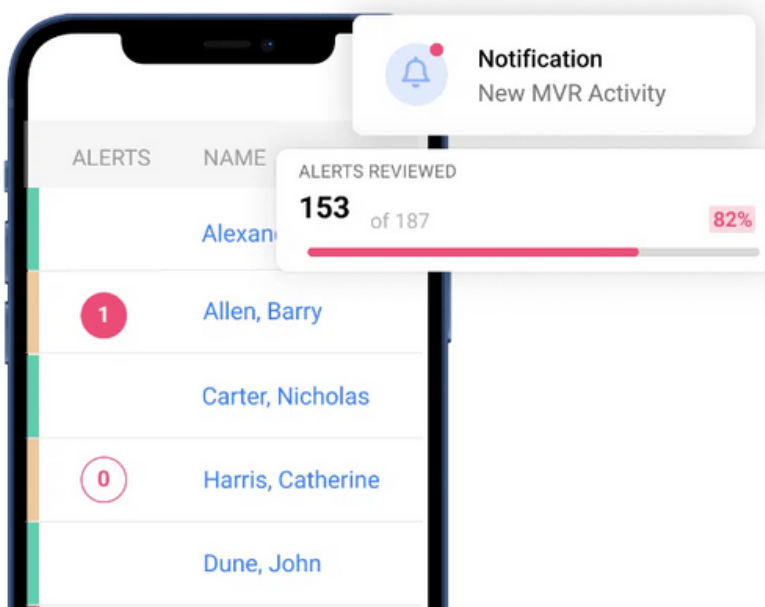 Notification
New MVR Activity
ALERTS NAME
ALERTS REVIEWED
153 of 187 82%
1 Allen, Barry
Carter, Nicholas
0 Harris, Catherine
Dune, John